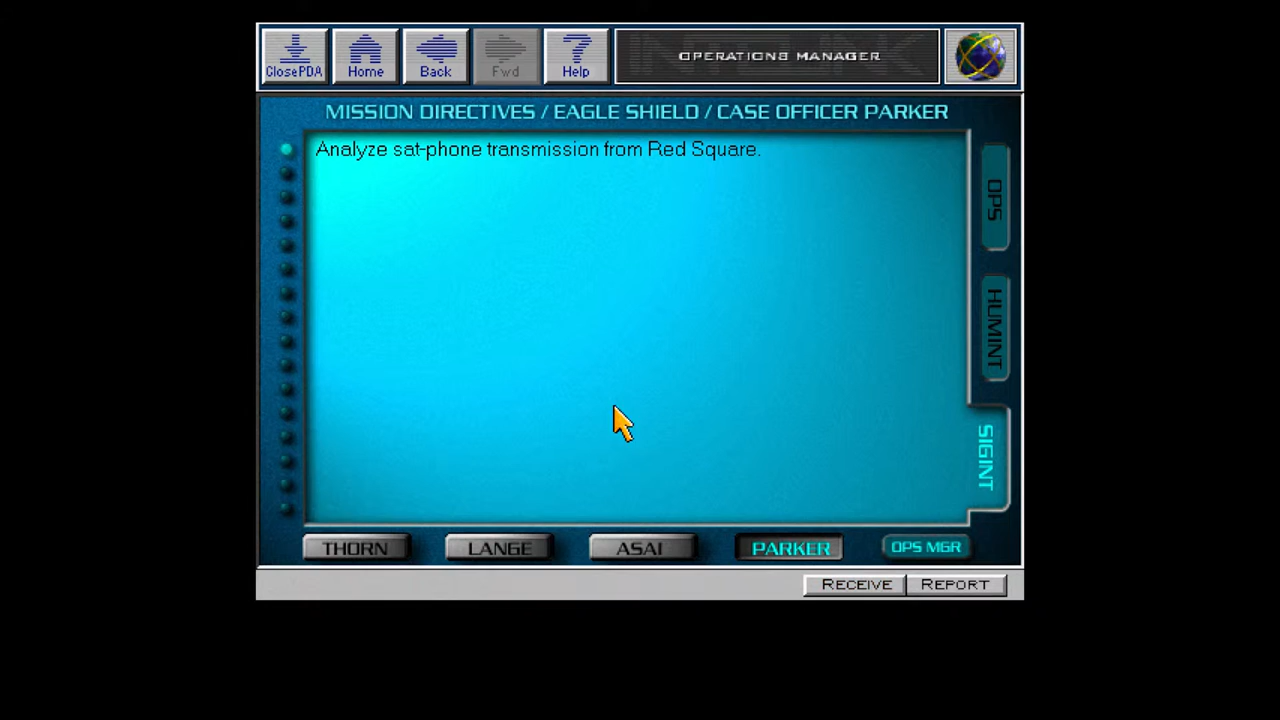 ClosePDA
Home
Back
Fwd
Help
OPERATIONS MANAGER
MISSION DIRECTIVES / EAGLE SHIELD / CASE OFFICER PARKER
Analyze sat-phone transmission from Red Square.
OPS
HUMINT
SIGINT
THORN
LANGE
ASAI
PARKER
OPS MGR
RECEIVE
REPORT